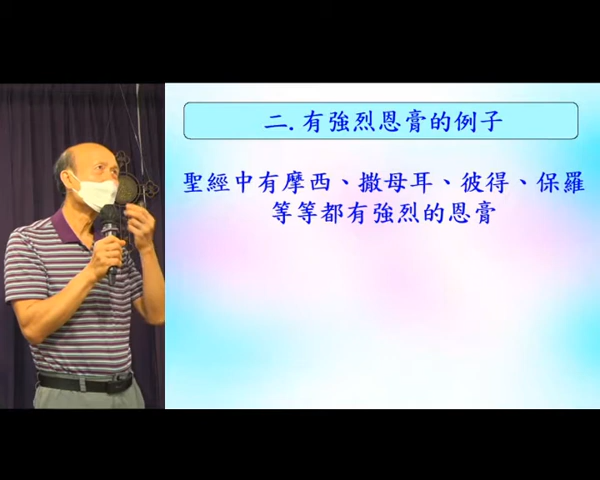 二.有強烈恩膏的例子
聖經中有摩西、撒母耳、彼得、保羅
等等都有強烈的恩膏